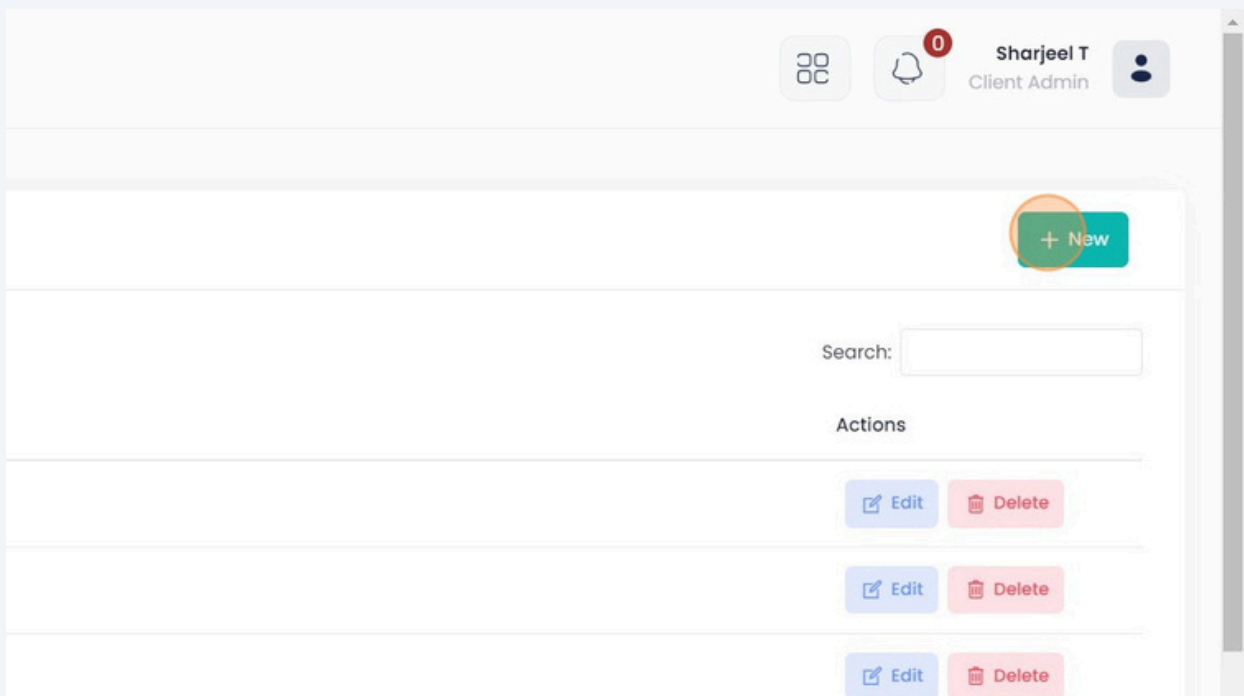 0
Sharjeel T
Client Admin
+ New
Search:
Actions
Edit Delete
Edit Delete
Edit Delete